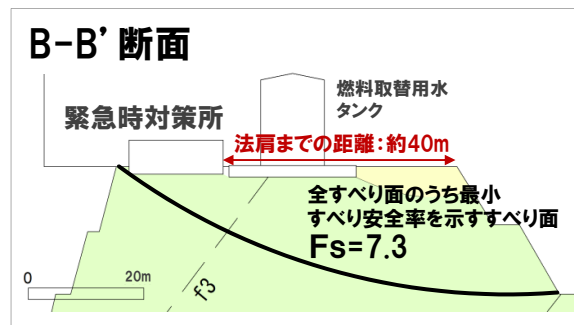 B-B’断面
緊急時対策所
燃料取替用水
タンク
法肩までの距離:約40m
全すべり面のうち最小
すべり安全率を示すすべり面
Fs=7.3
f3
0 20m